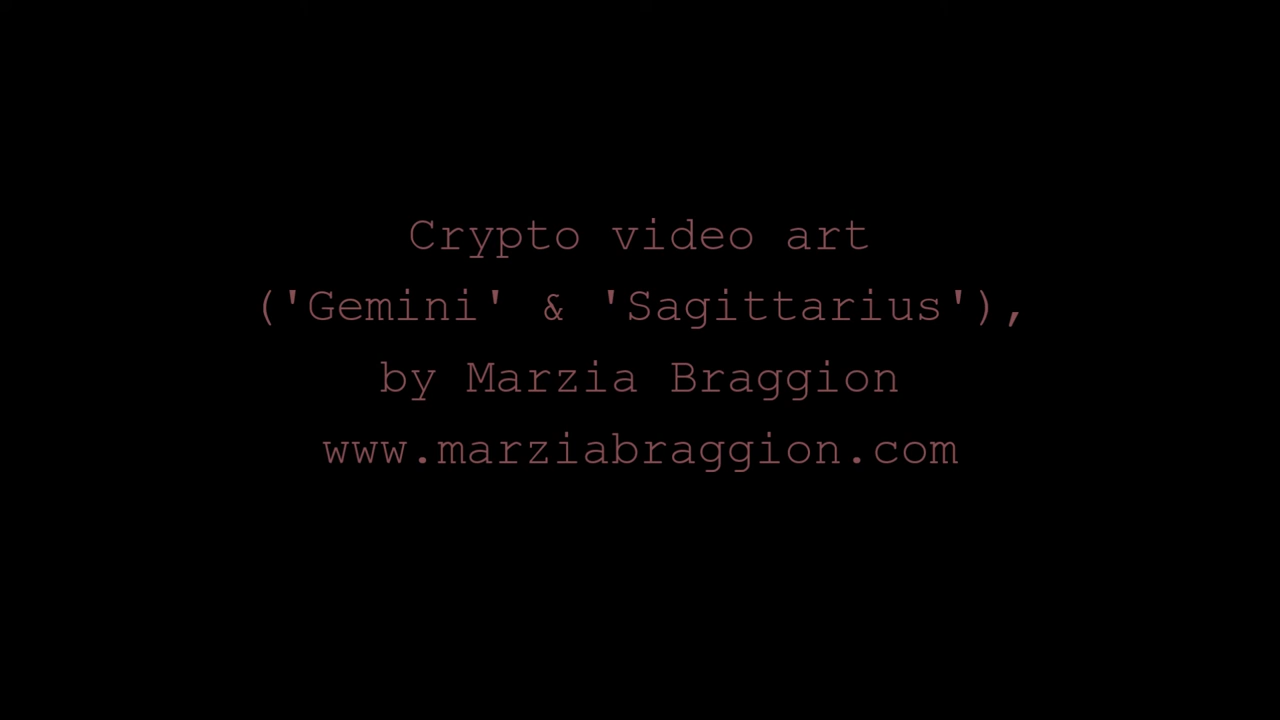 Crypto video art
('Gemini' & 'Sagittarius'),
by Marzia Braggion
www.marziabraggion.com